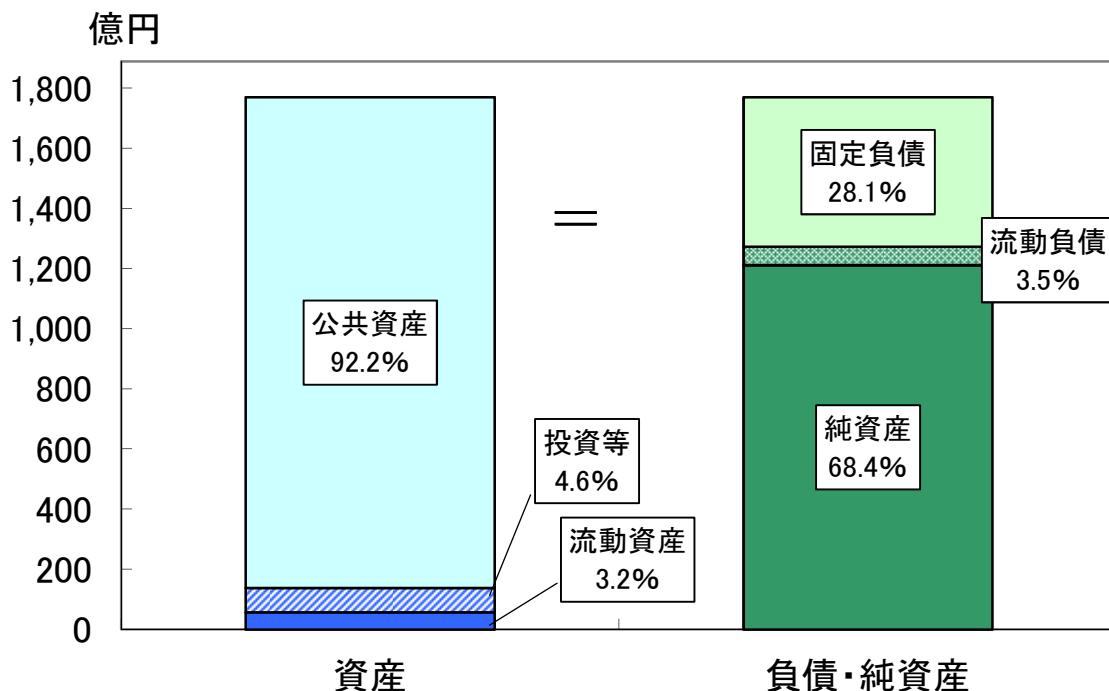 億円
1,800
1,600
1,400
1,200
1,000
800
600
400
200
0
公共資産
92.2%
投資等
4.6%
流動資産
3.2%
＝
固定負債
28.1%
流動負債
3.5%
純資産
68.4%
資産
負債・純資産